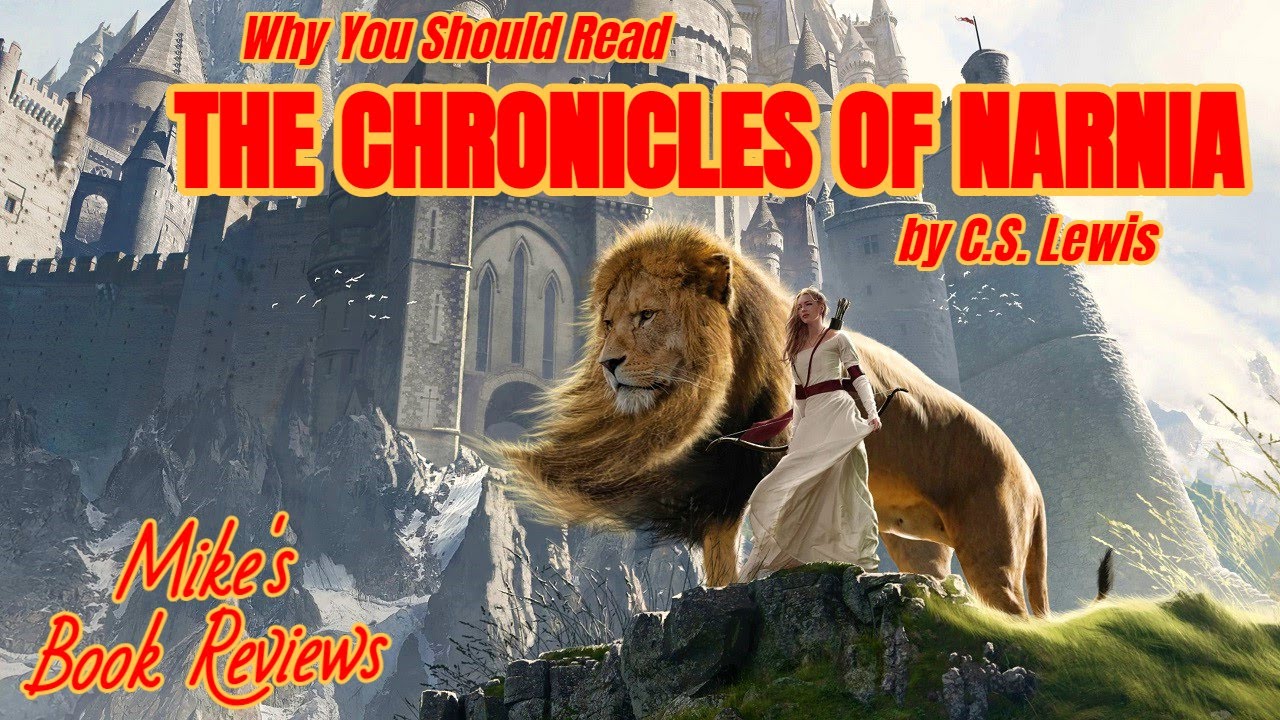 Why You Should Read
THE CHRONICLES OF NARNIA
by C.S. Lewis
Mike's
Book Reviews